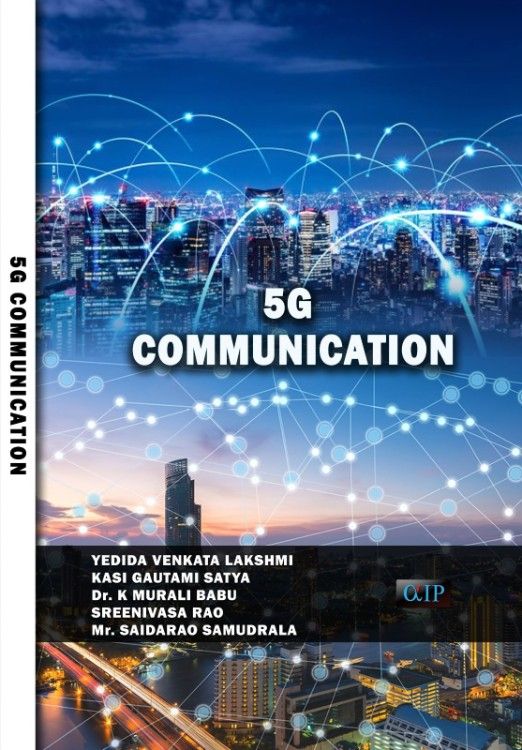 5G COMMUNICATION
5G
COMMUNICATION
YEDIDA VENKATA LAKSHMI
KASI GAUTAMI SATYA
Dr. K MURALI BABU
SREENIVASA RAO
Mr. SAIDARAO SAMUDRALA
αIP